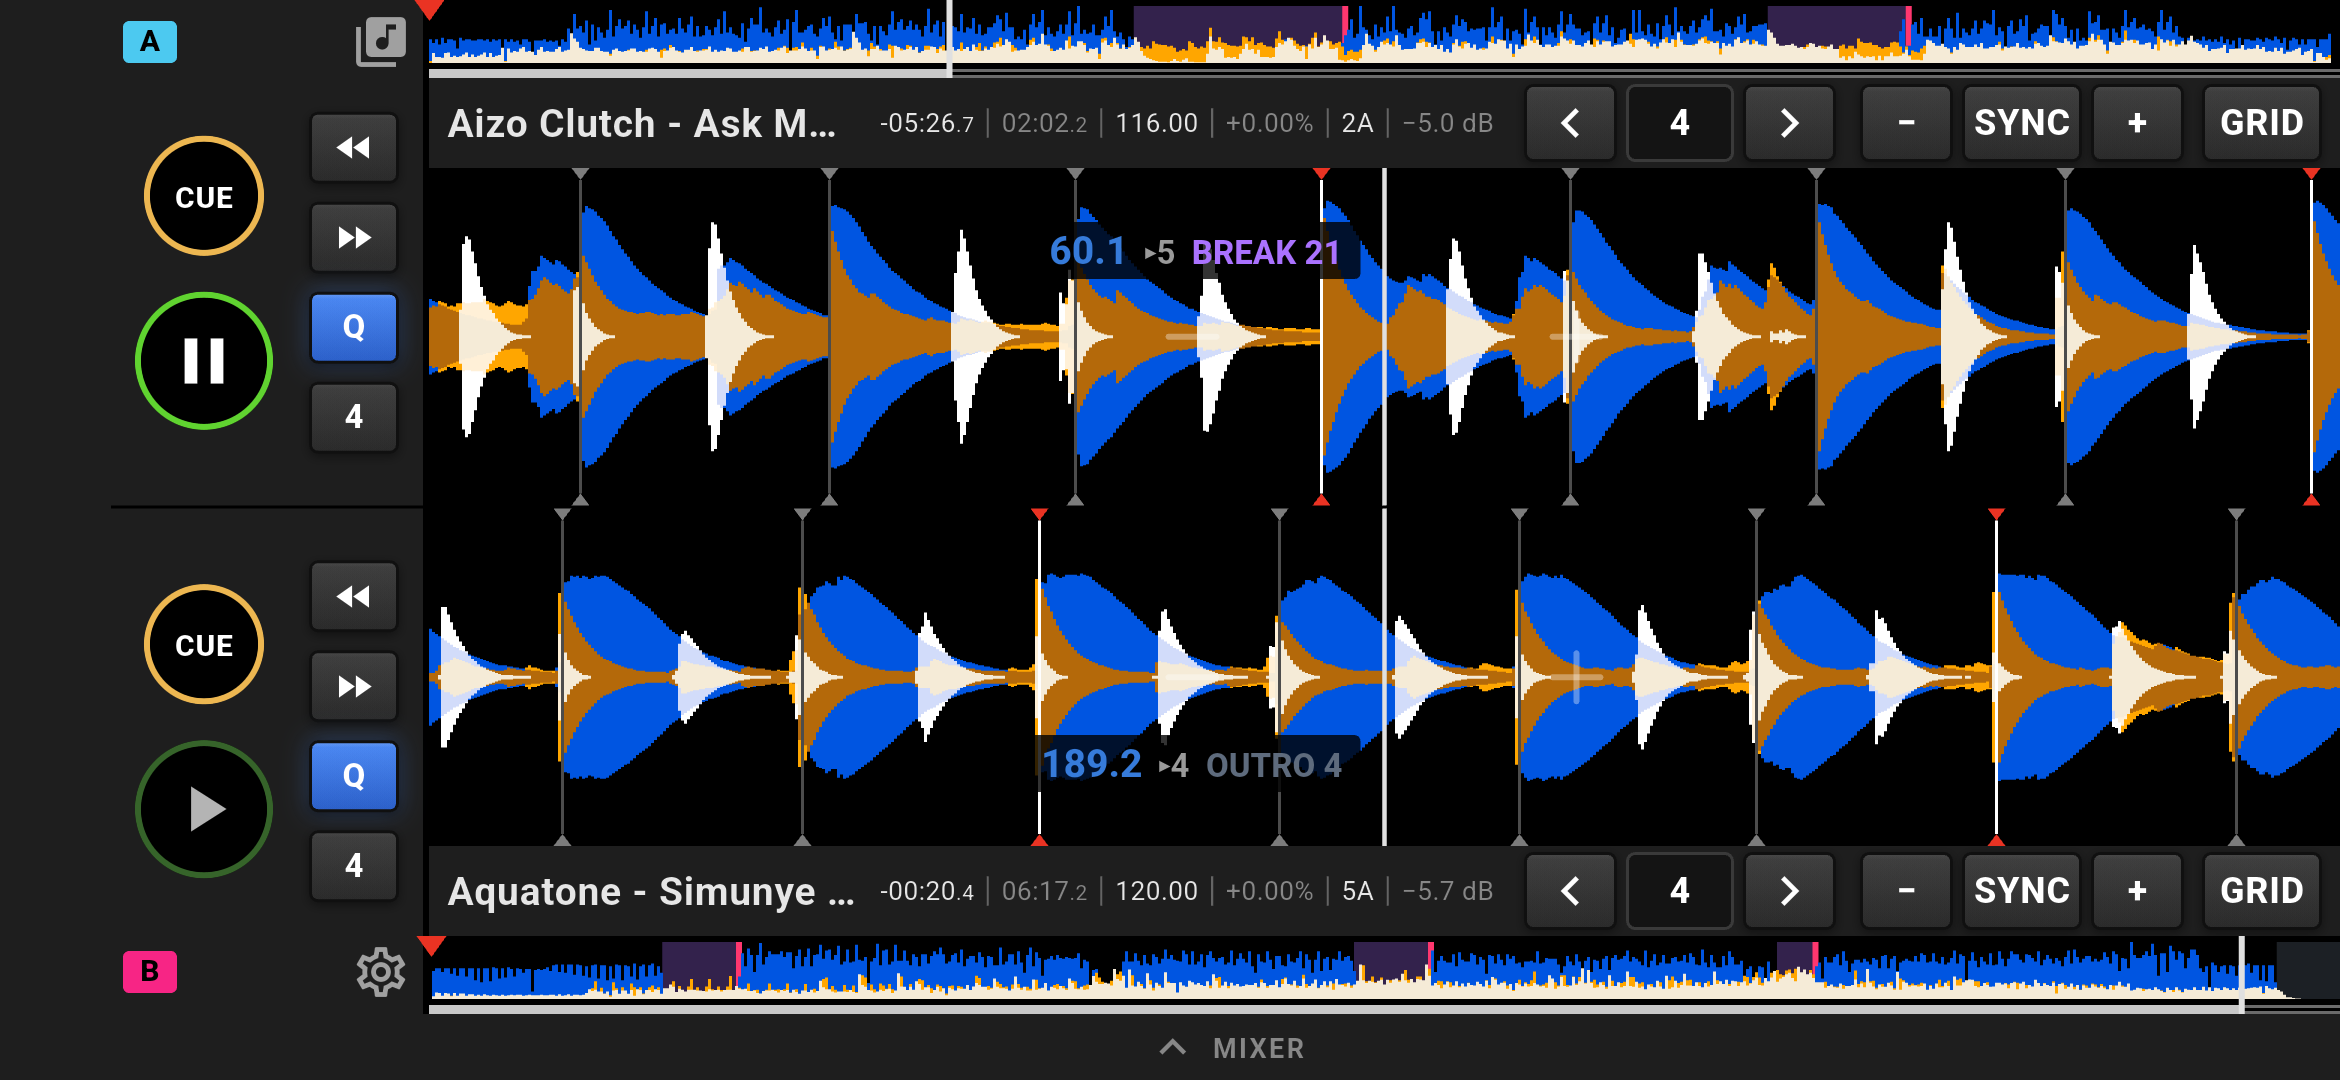 A
Aizo Clutch - Ask M... -05:26.7 | 02:02.2 | 116.00 | +0.00% | 2A | −5.0 dB < 4 > − SYNC + GRID
CUE
60.1 ▸5 BREAK 21
Q
4
CUE
189.2 ▸4 OUTRO 4
Q
4
Aquatone - Simunye ... -00:20.4 | 06:17.2 | 120.00 | +0.00% | 5A | −5.7 dB < 4 > − SYNC + GRID
B
MIXER